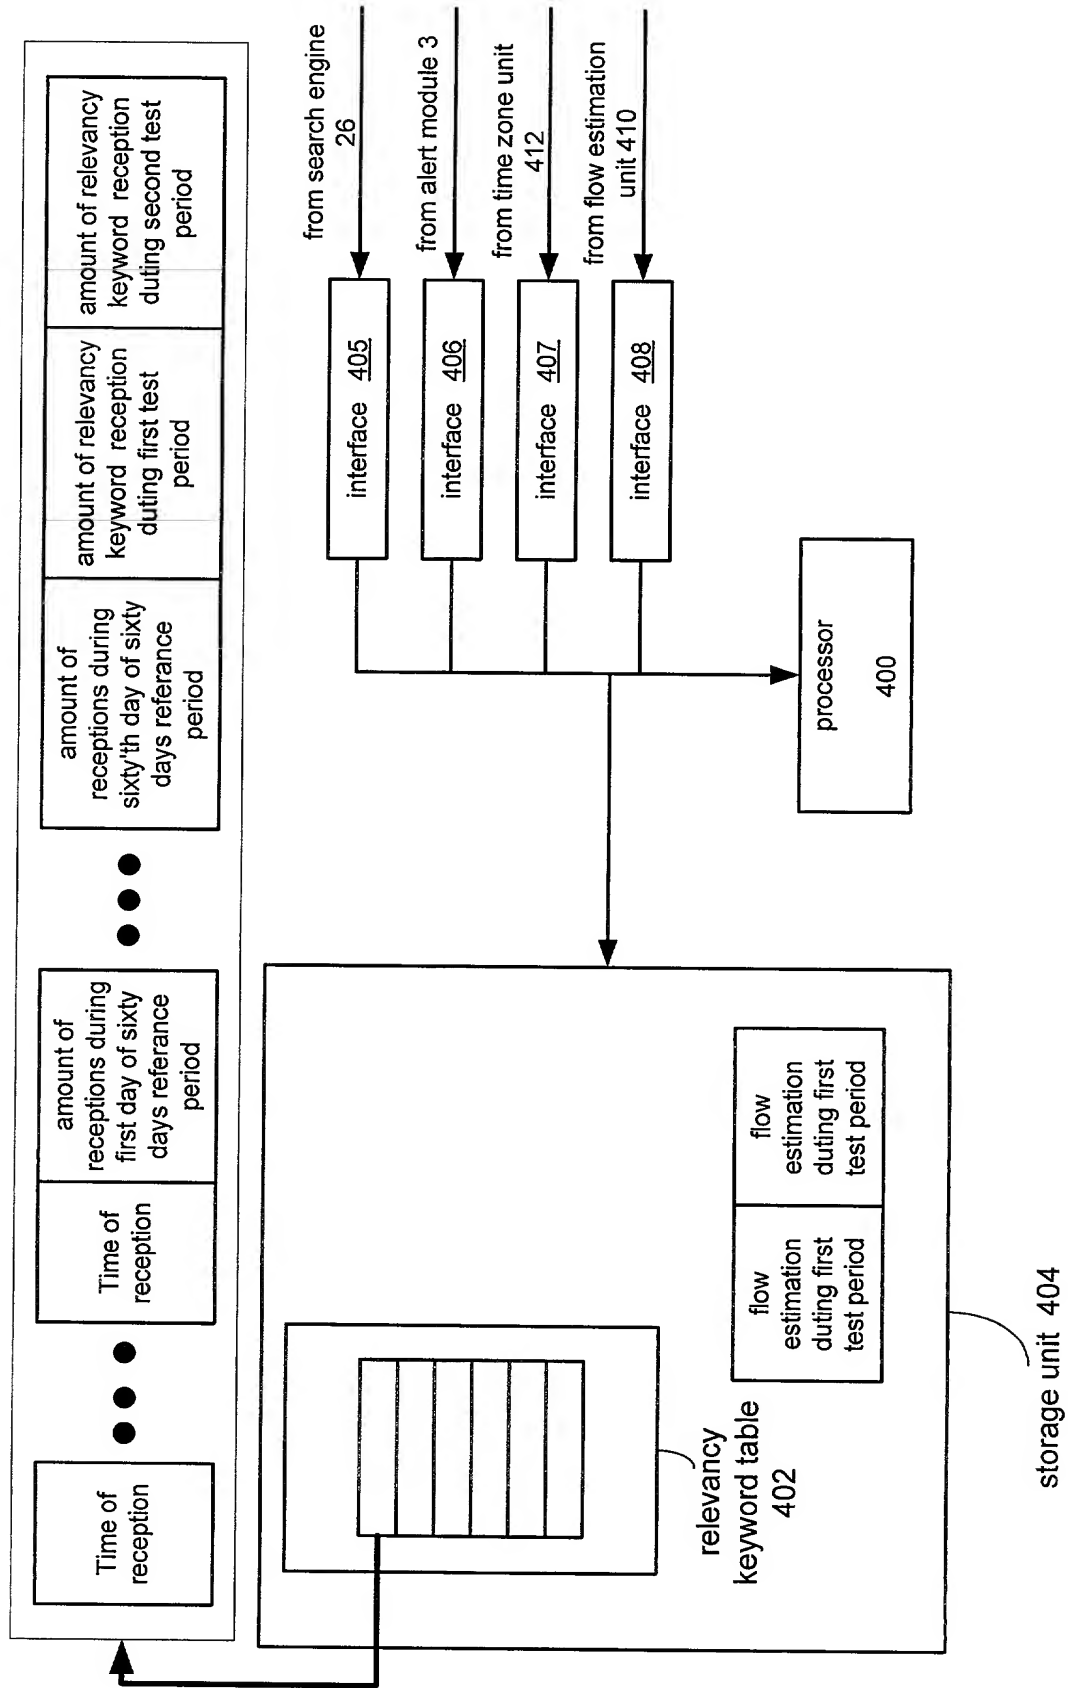 Time of
reception
Time of
reception
amount of
receptions during
first day of sixty
days referance
period
amount of
receptions during
sixty'th day of sixty
days referance
period
amount of relevancy
keyword reception
duting first test
period
amount of relevancy
keyword reception
duting second test
period
from search engine
26
from alert module 3
from time zone unit
412
from flow estimation
unit 410
interface 405
interface 406
interface 407
interface 408
processor
400
flow
estimation
duting first
test period
flow
estimation
duting first
test period
relevancy
keyword table
402
storage unit 404